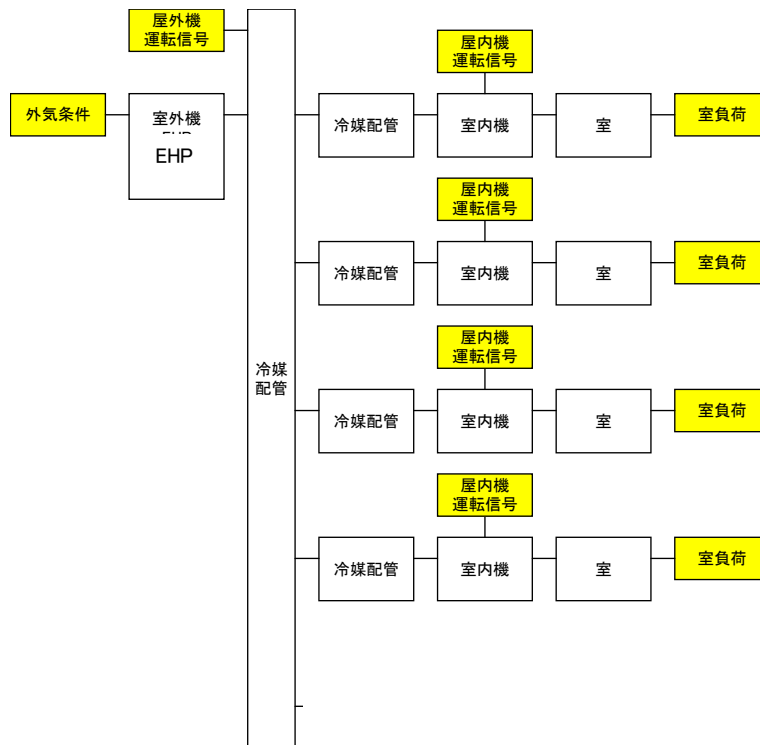 屋外機
運転信号
外気条件
室外機
EHP
冷媒
配管
屋内機
運転信号
冷媒配管
室内機
室
室負荷
屋内機
運転信号
冷媒配管
室内機
室
室負荷
屋内機
運転信号
冷媒配管
室内機
室
室負荷
屋内機
運転信号
冷媒配管
室内機
室
室負荷